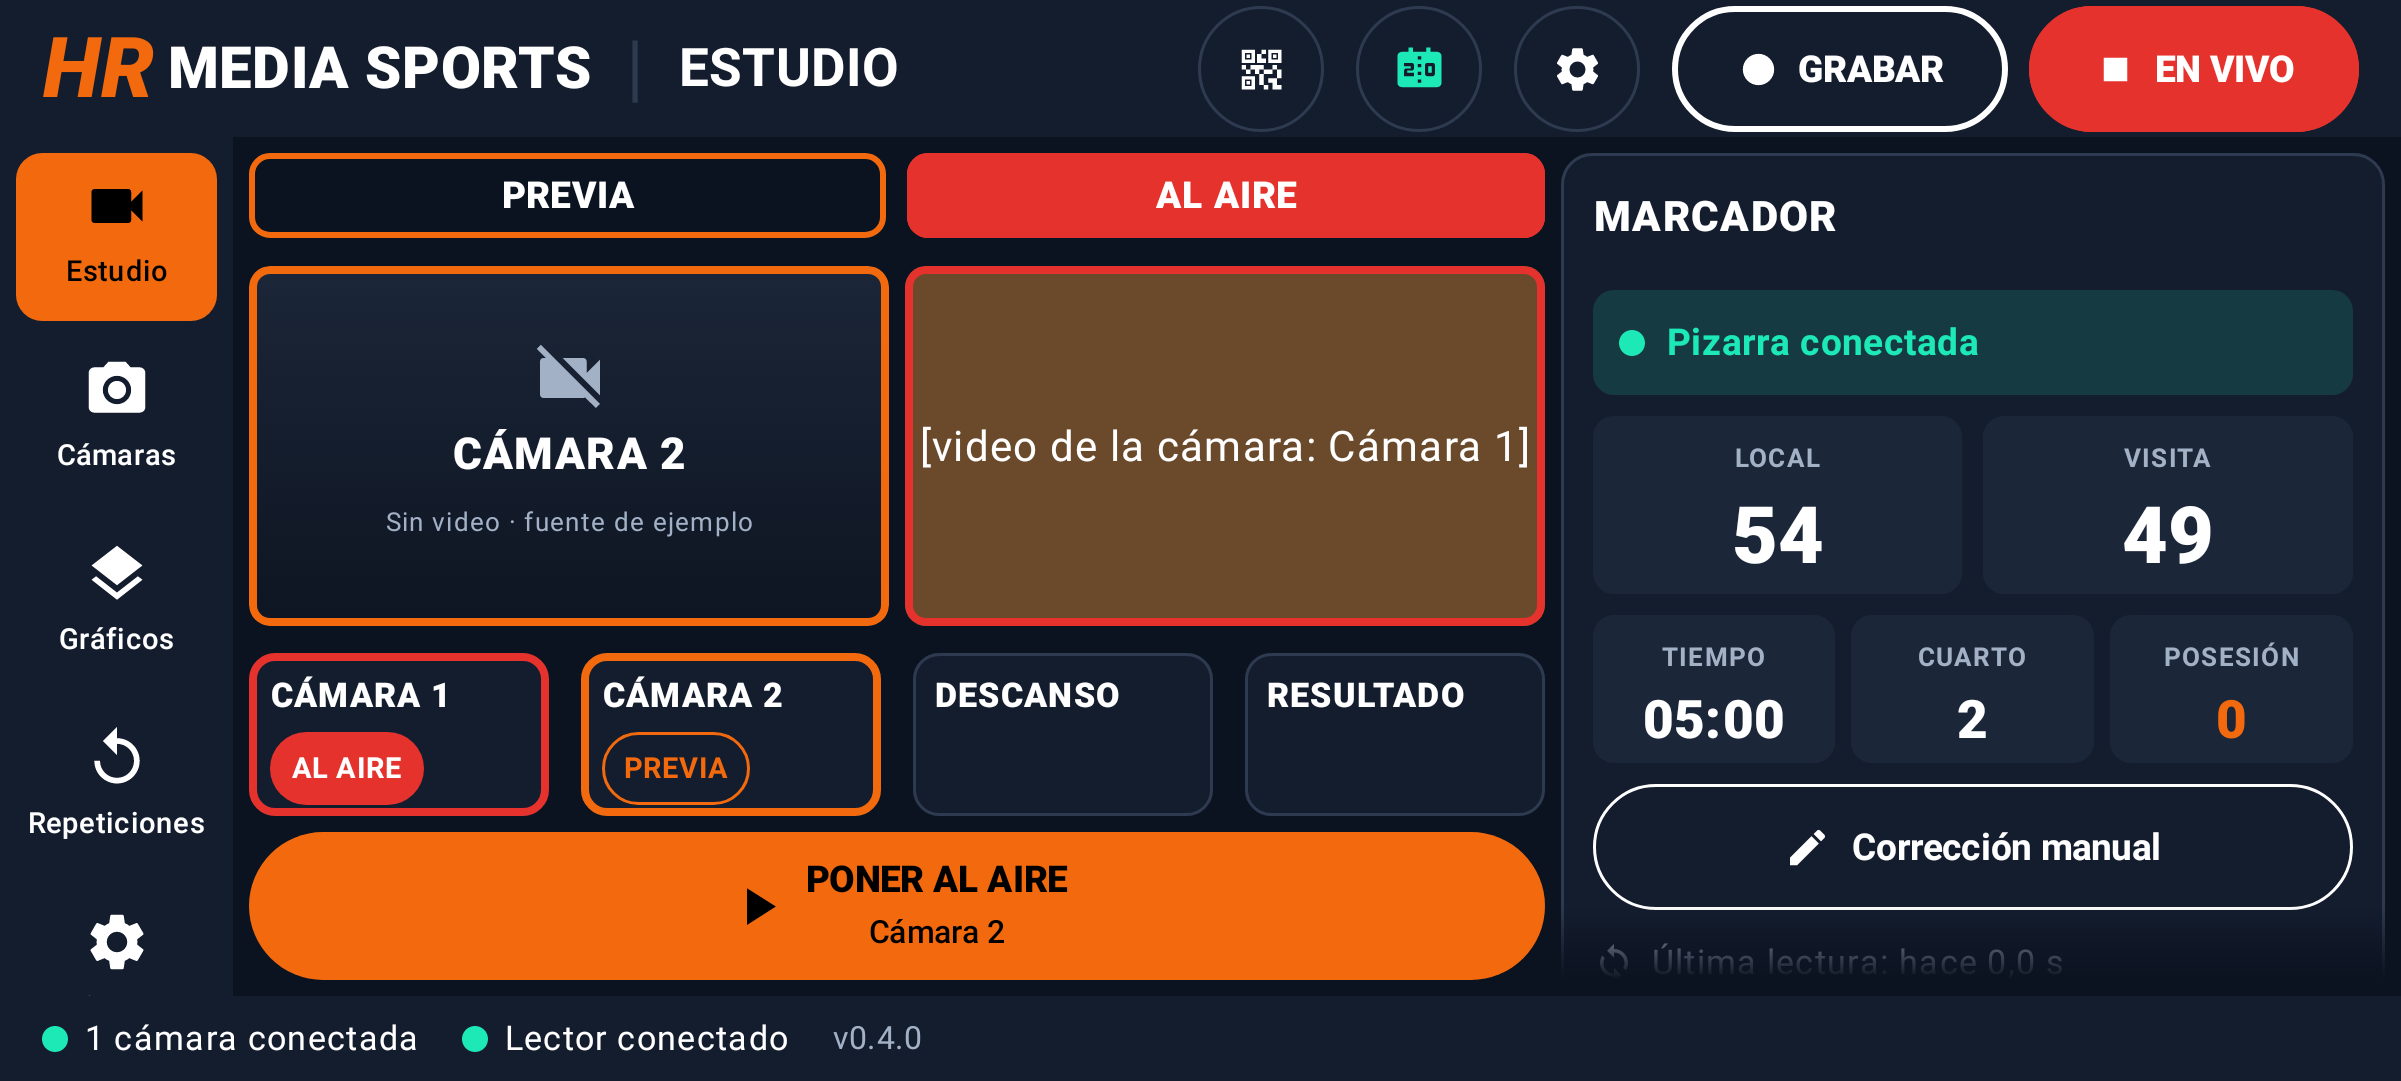 HR MEDIA SPORTS | ESTUDIO
2:0
GRABAR
EN VIVO
Estudio
Cámaras
Gráficos
Repeticiones
PREVIA
AL AIRE
CÁMARA 2
Sin video · fuente de ejemplo
[video de la cámara: Cámara 1]
CÁMARA 1
AL AIRE
CÁMARA 2
PREVIA
DESCANSO
RESULTADO
PONER AL AIRE
Cámara 2
MARCADOR
Pizarra conectada
LOCAL
54
VISITA
49
TIEMPO
05:00
CUARTO
2
POSESIÓN
0
Corrección manual
Última lectura: hace 0,0 s
1 cámara conectada
Lector conectado
v0.4.0